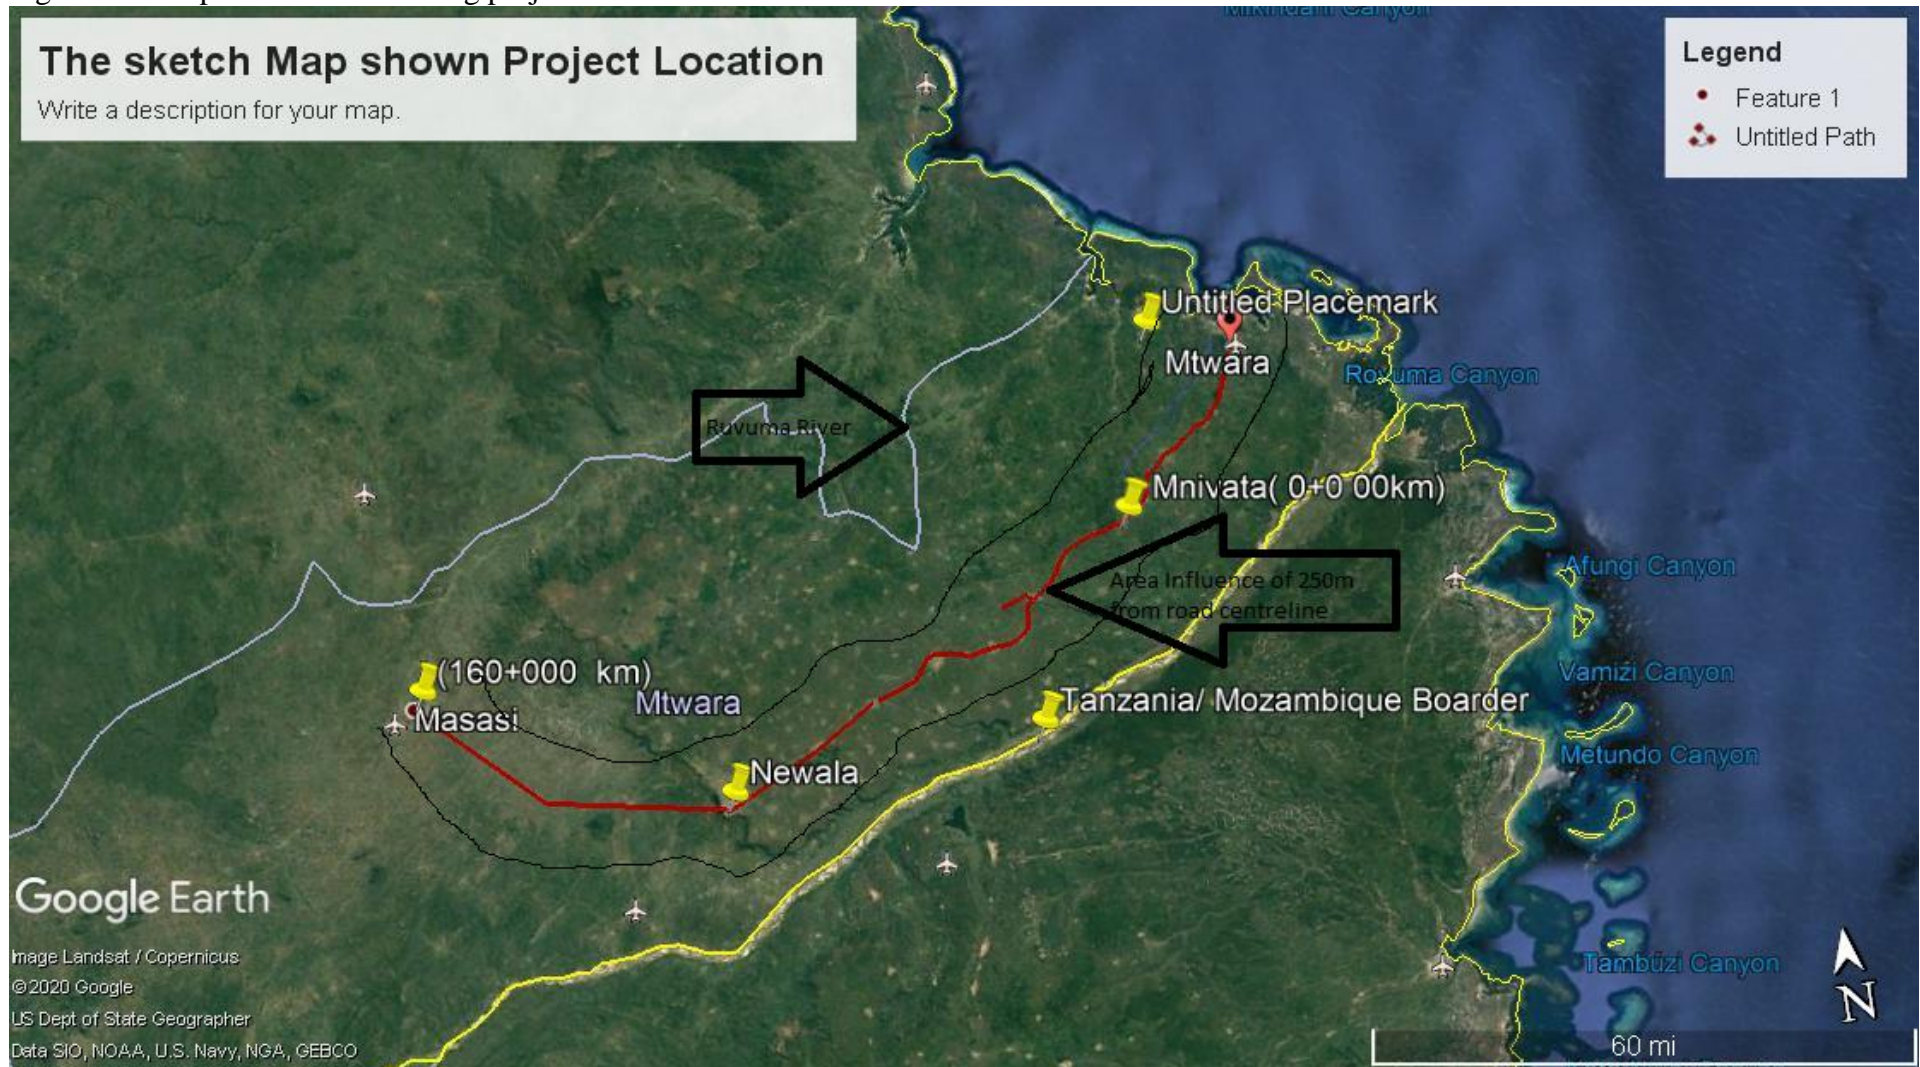 The sketch Map shown Project Location
Write a description for your map.
Legend
Feature 1
Untitled Path
Untitled Placemark
Mtwara
Rovuma Canyon
Ruvuma River
Mnivata( 0+0 00km)
Area Influence of 250m
from road centreline
Afungi Canyon
(160+000 km)
Masasi
Mtwara
Tanzania/ Mozambique Boarder
Vamizi Canyon
Metundo Canyon
Newala
Google Earth
Image Landsat / Copernicus
©2020 Google
US Dept of State Geographer
Data SIO, NOAA, U.S. Navy, NGA, GEBCO
Tambuzi Canyon
N
60 mi